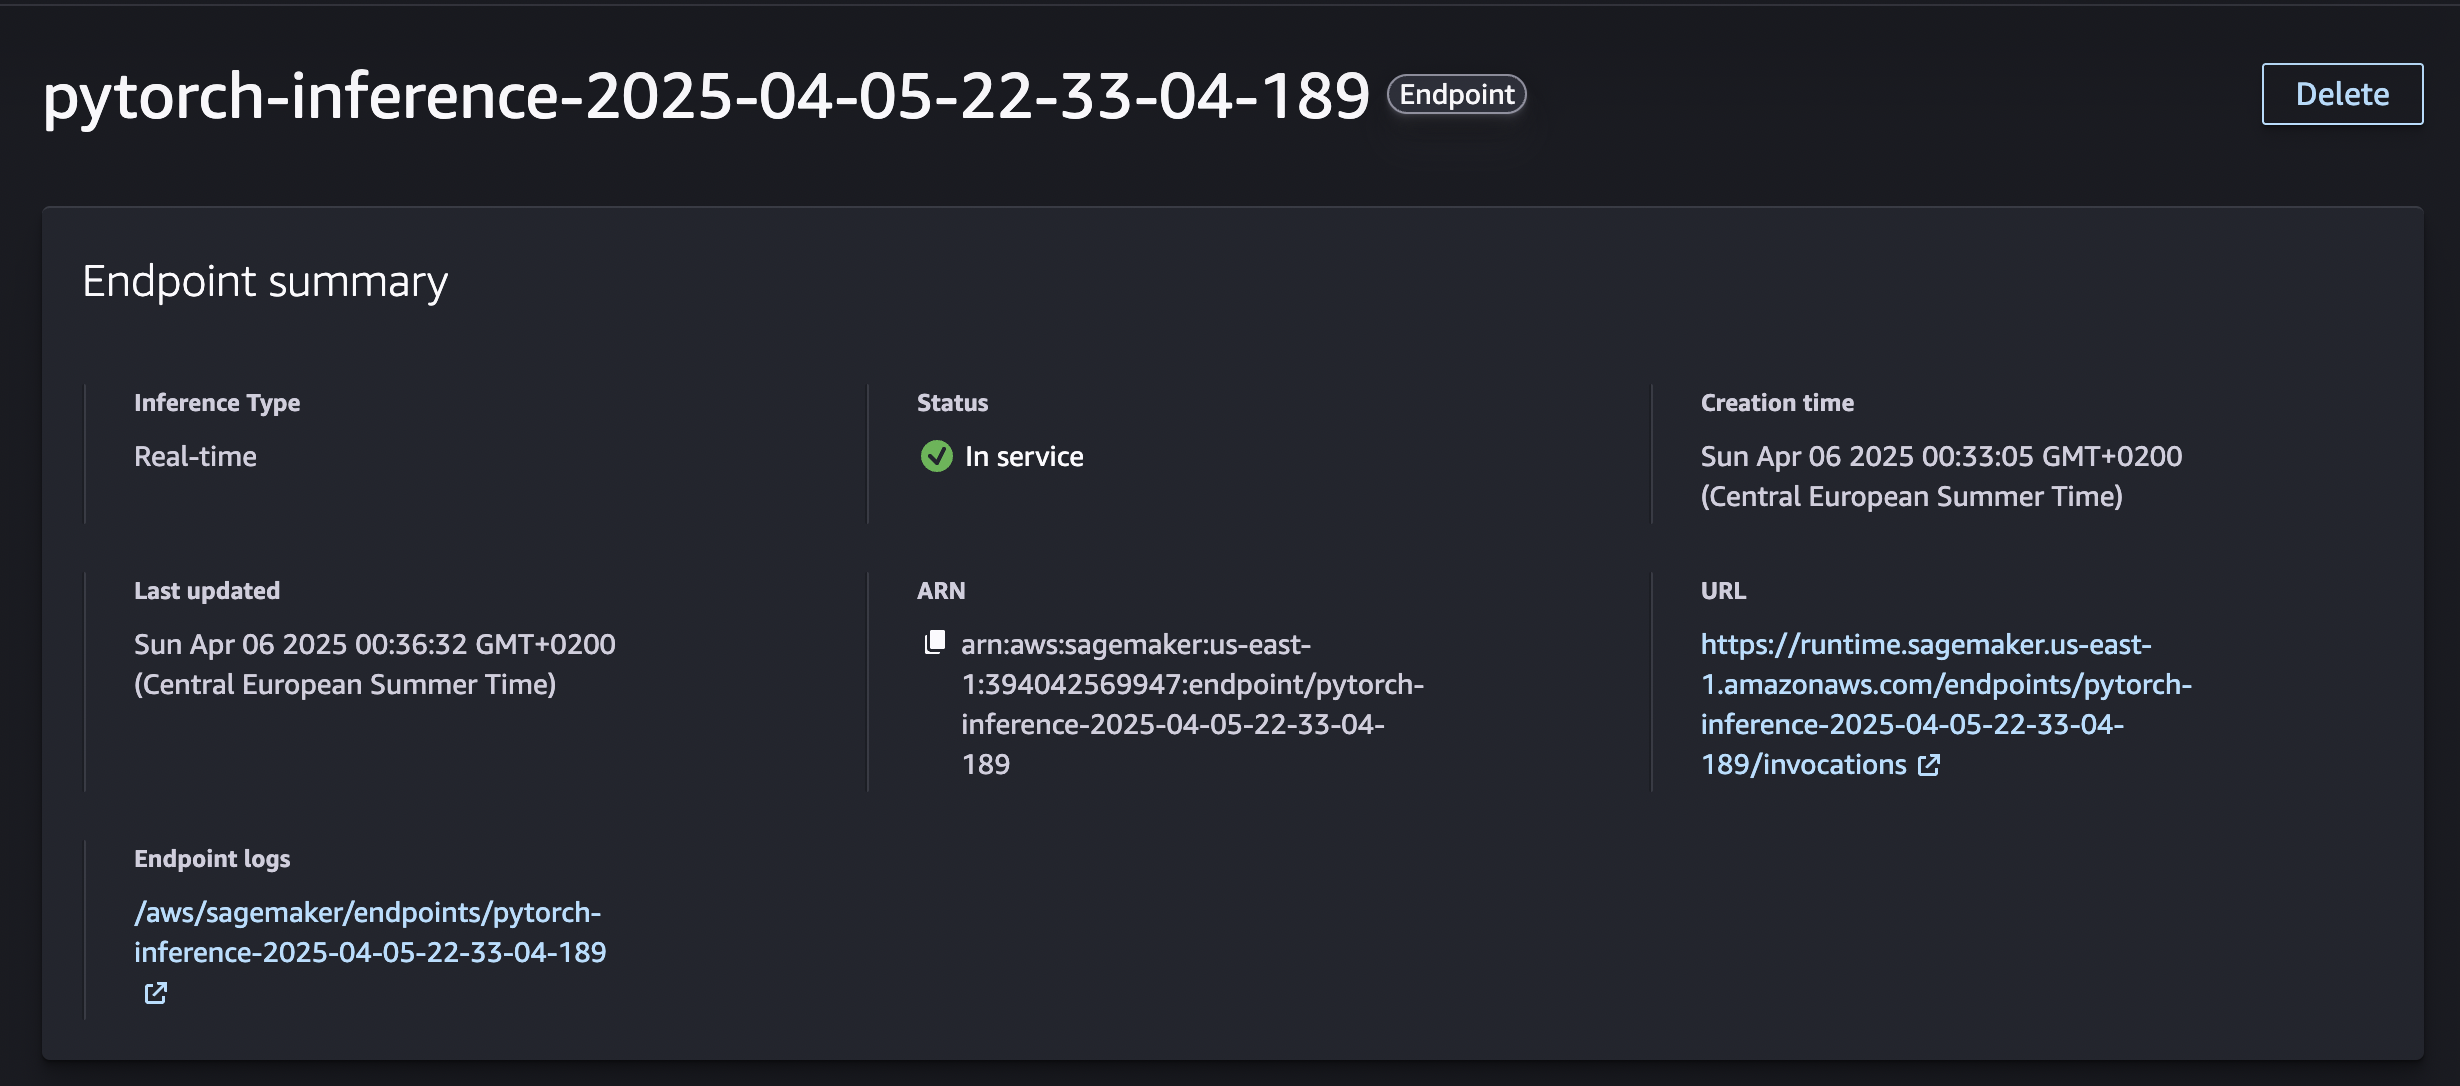 pytorch-inference-2025-04-05-22-33-04-189 Endpoint
Delete
Endpoint summary
Inference Type
Real-time
Status
In service
Creation time
Sun Apr 06 2025 00:33:05 GMT+0200
(Central European Summer Time)
Last updated
Sun Apr 06 2025 00:36:32 GMT+0200
(Central European Summer Time)
ARN
arn:aws:sagemaker:us-east-
1:394042569947:endpoint/pytorch-
inference-2025-04-05-22-33-04-
189
URL
https://runtime.sagemaker.us-east-
1.amazonaws.com/endpoints/pytorch-
inference-2025-04-05-22-33-04-
189/invocations
Endpoint logs
/aws/sagemaker/endpoints/pytorch-
inference-2025-04-05-22-33-04-189